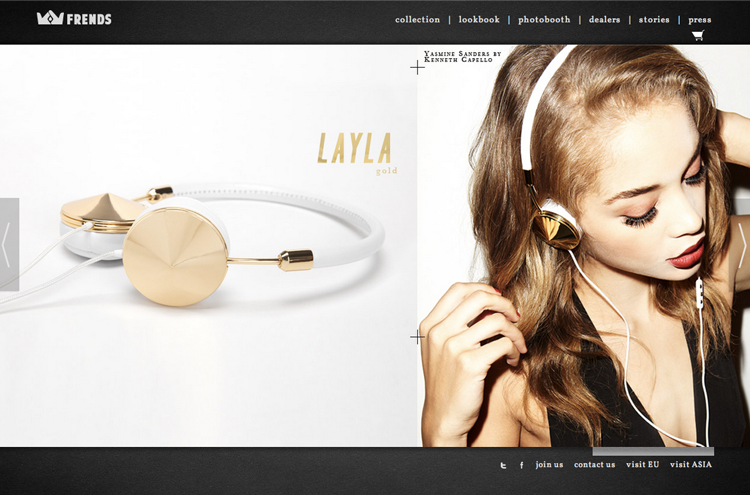 FRENDS
collection | lookbook | photobooth | dealers | stories | press
Yasmine Sanders by
Kenneth Capello
LAYLA
gold
join us contact us visit EU visit ASIA